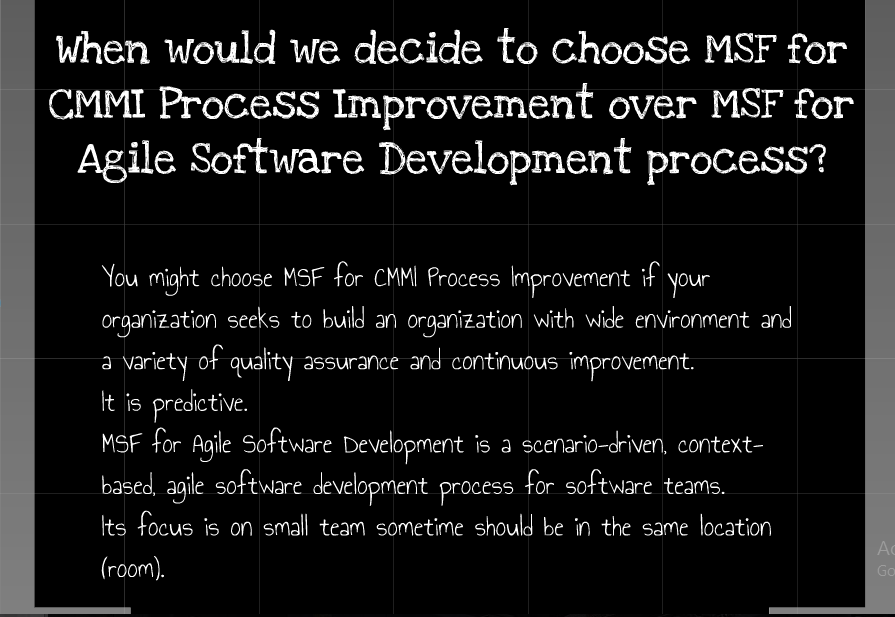 When would we decide to choose MSF for
CMMI Process Improvement over MSF for
Agile Software Development process?
You might choose MSF for CMMI Process Improvement if your
organization seeks to build an organization with wide environment and
a variety of quality assurance and continuous improvement.
It is predictive.
MSF for Agile Software Development is a scenario-driven, context-
based, agile software development process for software teams.
Its focus is on small team sometime should be in the same location
(room).